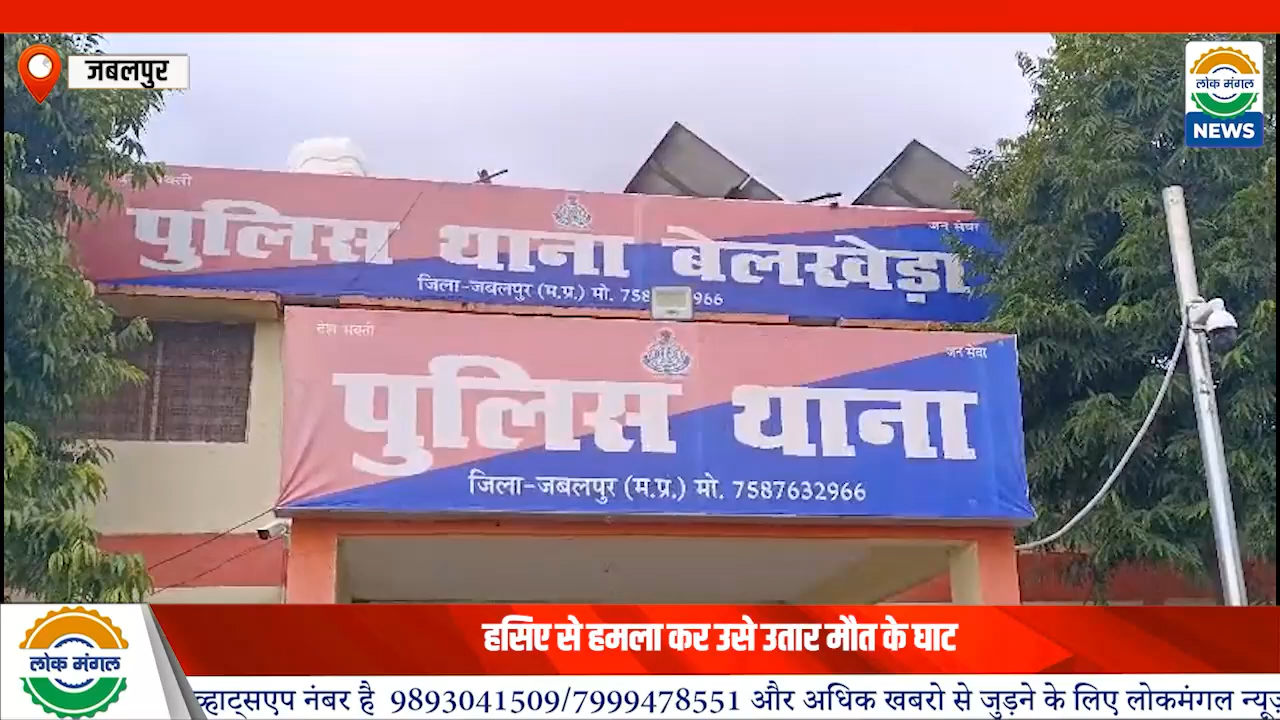 जबलपुर
लोक मंगल
NEWS
जन सेवा
पुलिस थाना बेलखेड़ा
जिला-जबलपुर (म.प्र.) मो. 758 966
देश भक्ती
जन सेवा
पुलिस थाना
जिला-जबलपुर (म.प्र.) मो. 7587632966
हसिए से हमला कर उसे उतार मौत के घाट
लोक मंगल
व्हाट्सएप नंबर है 9893041509/7999478551 और अधिक खबरो से जुड़ने के लिए लोकमंगल न्यूज़